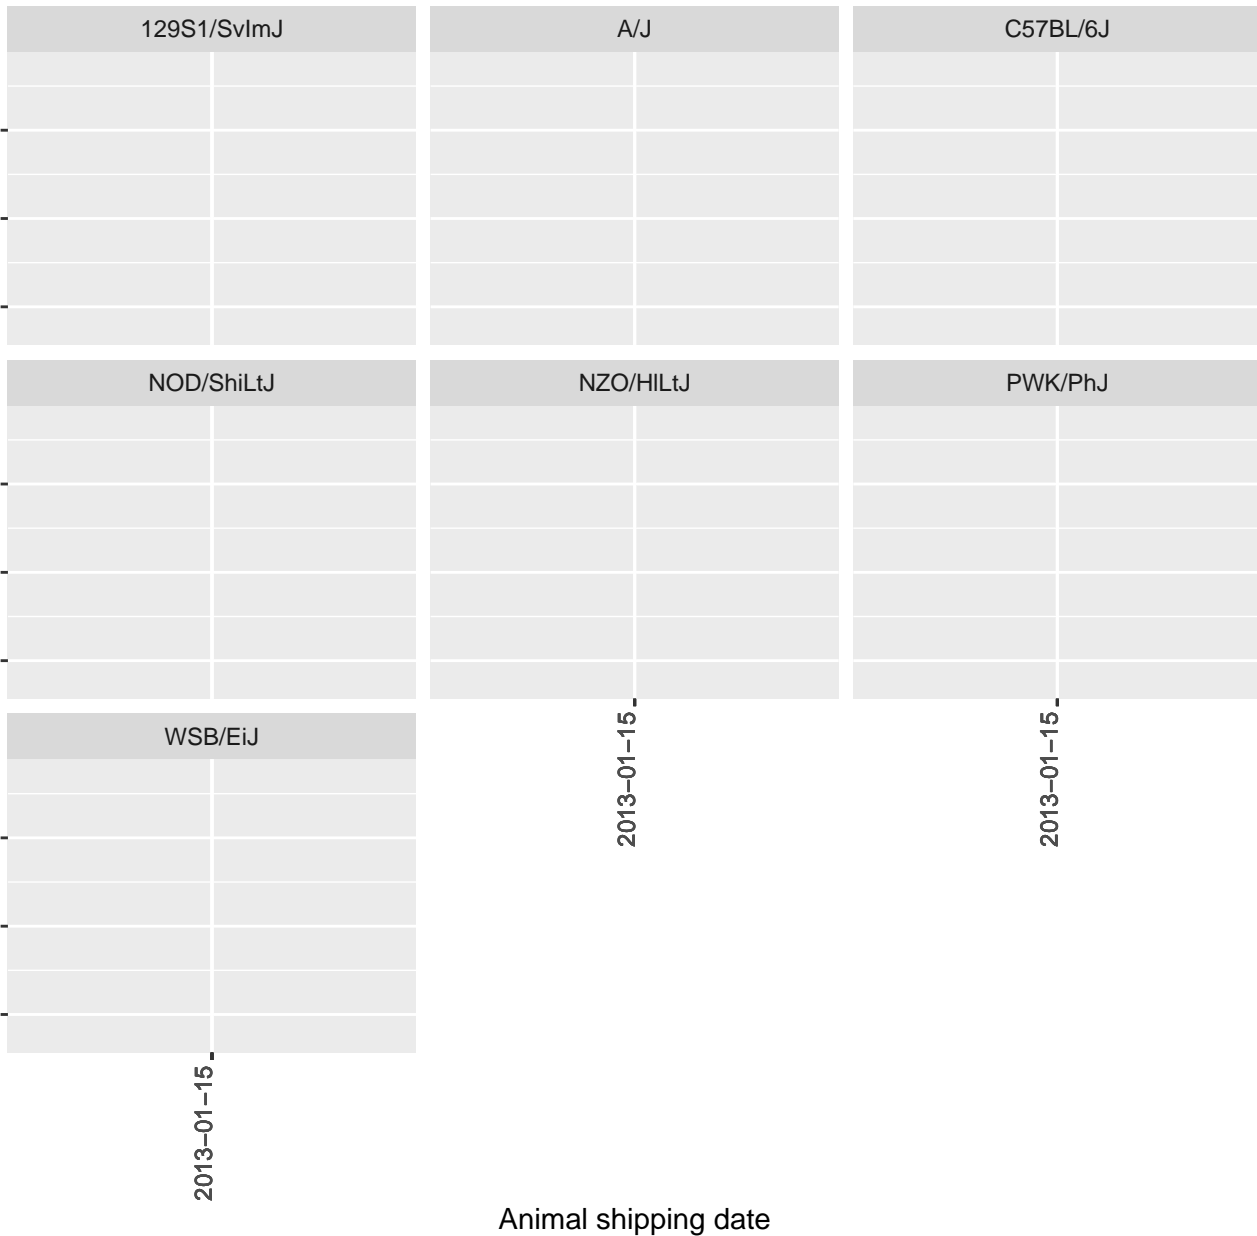 129S1/SvImJ
A/J
C57BL/6J
NOD/ShiLtJ
NZO/HlLtJ
PWK/PhJ
WSB/EiJ
2013−01−15
2013−01−15
2013−01−15
Animal shipping date